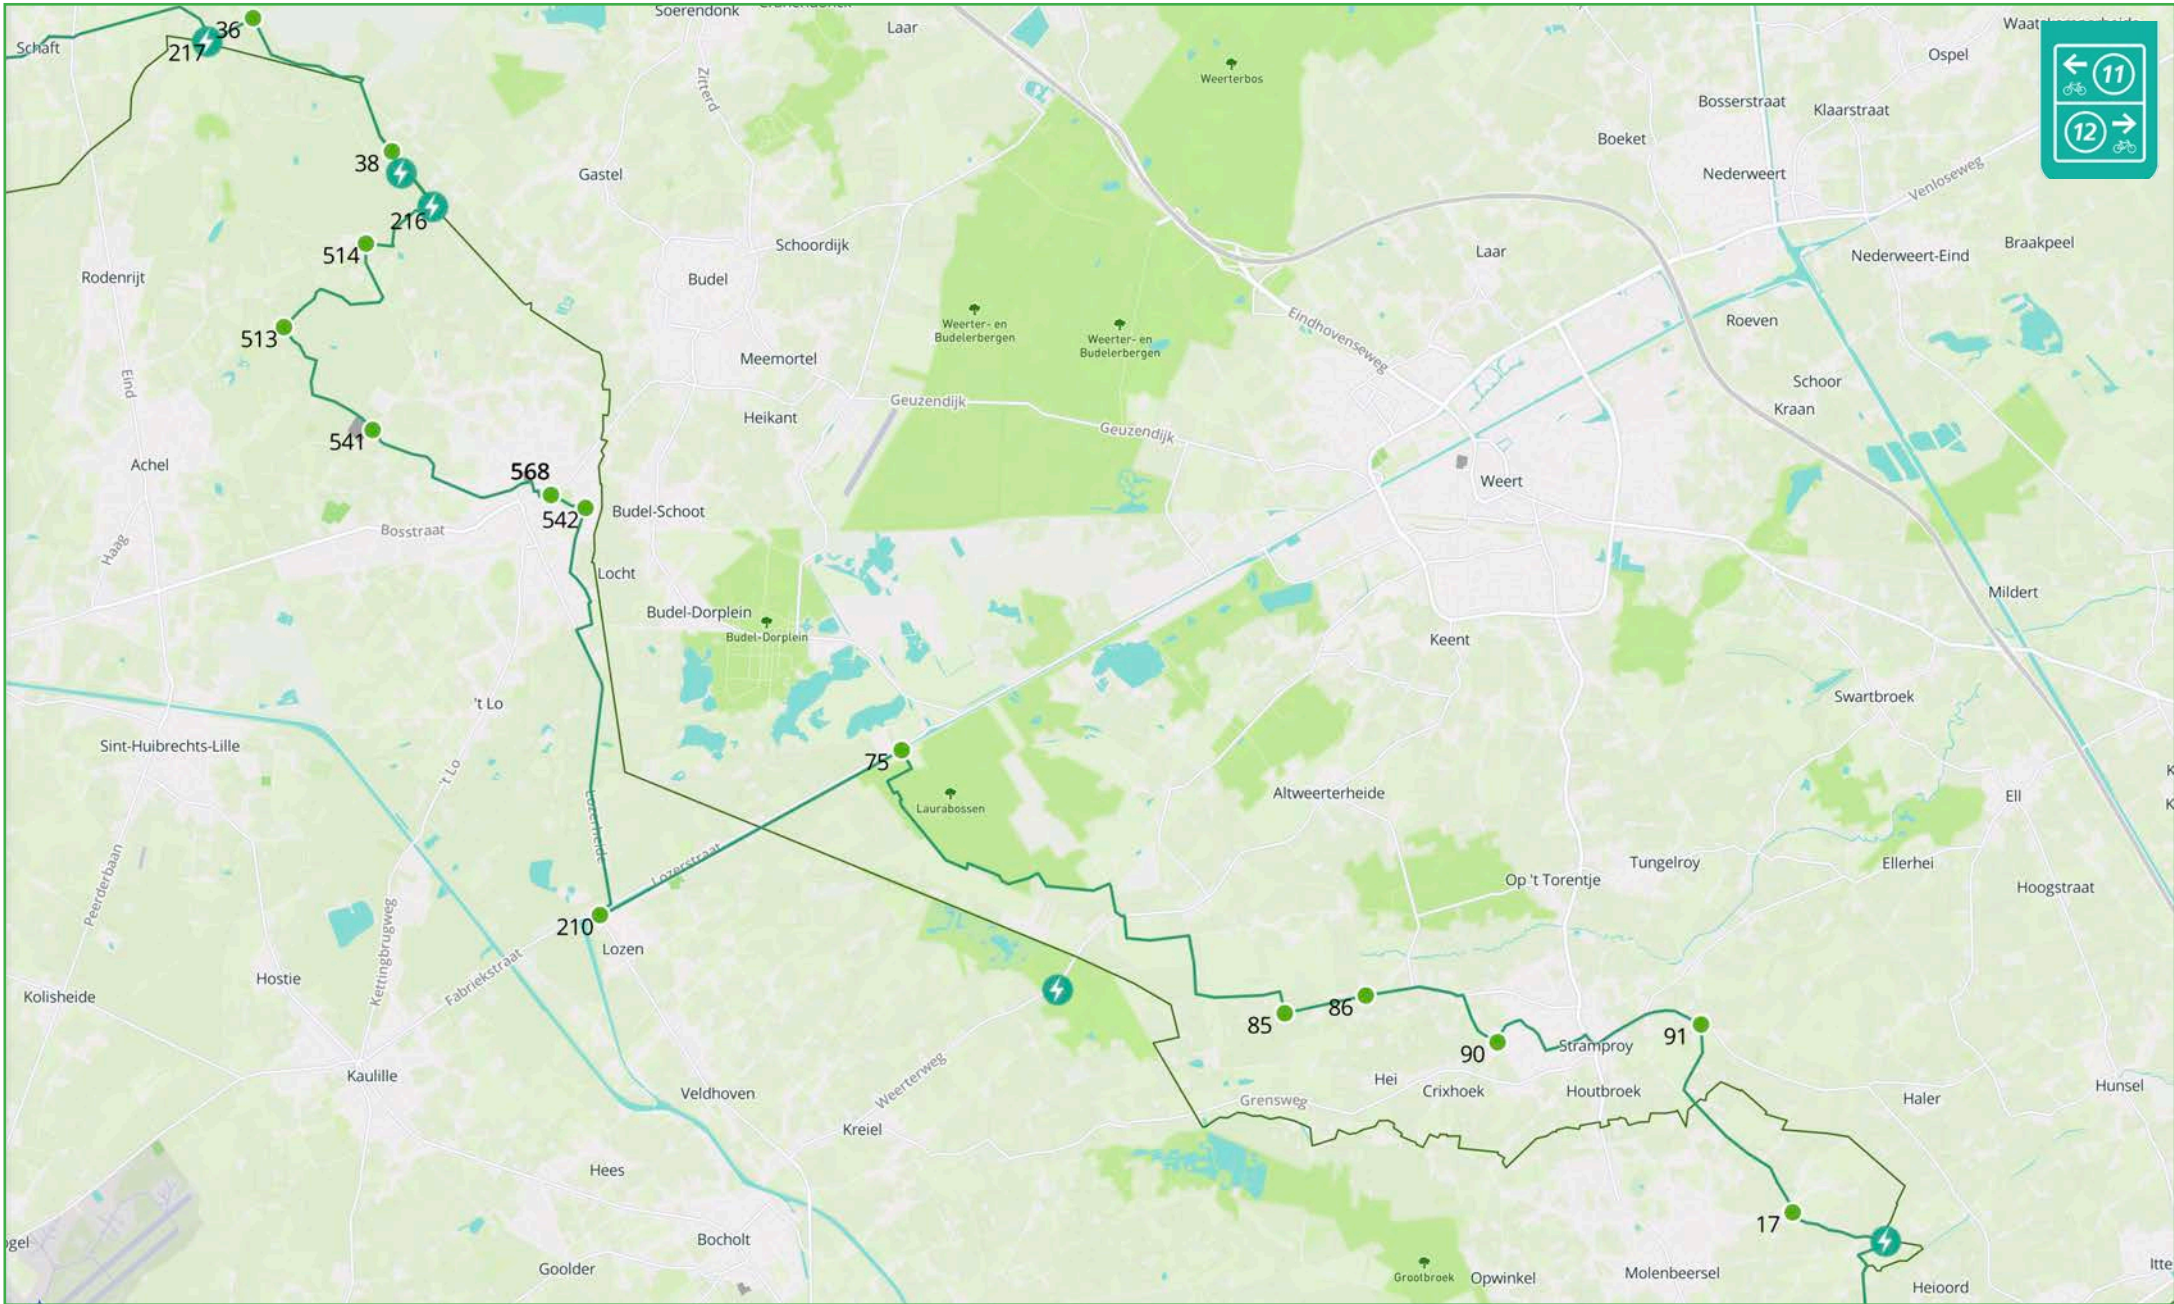 Soerendonk
Laar
Ospel
36
Schaft
217
11
12
Zitterd
Weerterbos
Bosserstraat
Klaarstraat
Boeket
38
Gastel
Nederweert
Venloseweg
216
514
Schoordijk
Laar
Braakpeel
Nederweert-Eind
Rodenrijt
Budel
513
Weerter- en
Budelerbergen
Weerter- en
Budelerbergen
Eindhovenseweg
Roeven
Meemortel
Eind
Schoor
Kraan
Geuzendijk
Heikant
Geuzendijk
541
Achel
568
Weert
542
Budel-Schoot
Bosstraat
Haag
Locht
Mildert
Budel-Dorplein
Budel-Dorplein
Keent
't Lo
Swartbroek
Sint-Huibrechts-Lille
't Lo
75
Lozerheide
Laurabossen
Altweerterheide
Ell
Peerderbaan
Lozerstraat
Tungelroy
Ellerhei
Op 't Torentje
Hoogstraat
210
Lozen
Kettingbrugweg
Fabriekstraat
Hostie
Kolisheide
85
86
90
Stramproy
91
Kaulille
Veldhoven
Weerterweg
Hei
Crixhoek
Houtbroek
Hunsel
Grensweg
Haler
Kreiel
Hees
17
Bocholt
Goolder
Grootbroek
Opwinkel
Molenbeersel
Heioord